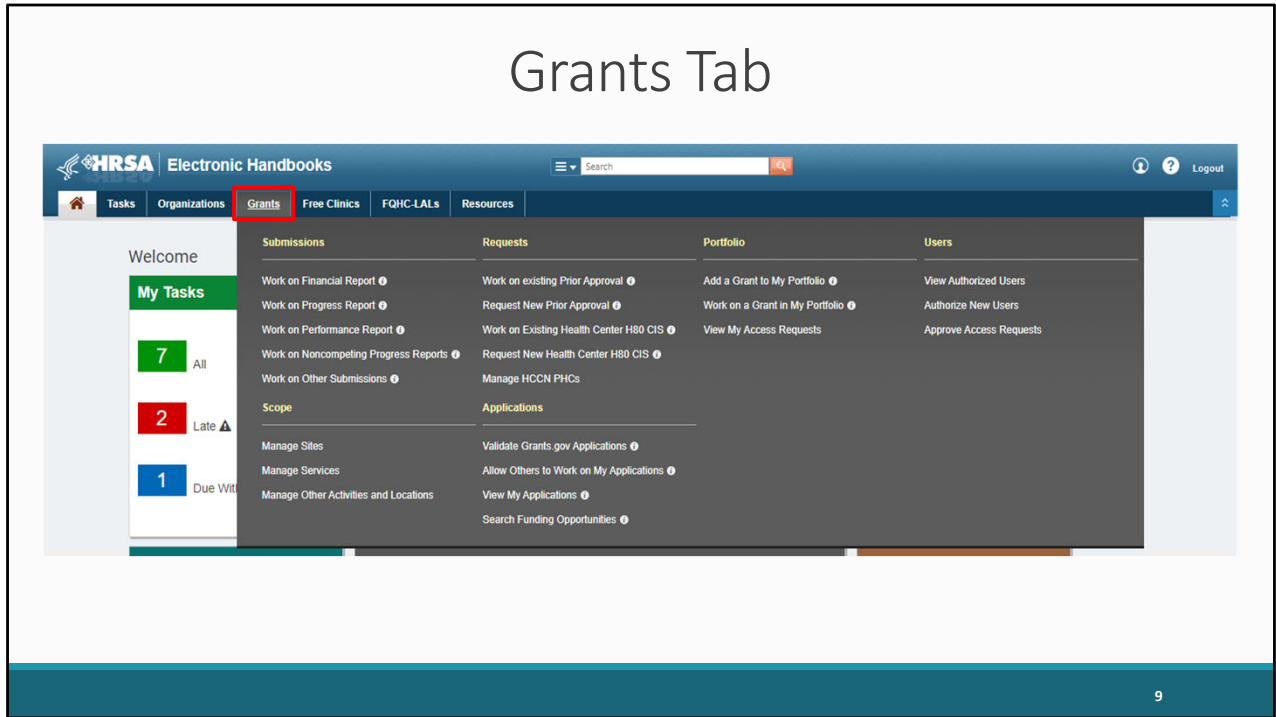 Grants Tab
HRSA Electronic Handbooks
Search
Logout
Tasks Organizations Grants Free Clinics FQHC-LALs Resources
Welcome
My Tasks
7 All
2 Late
1 Due Wit
Submissions
Work on Financial Report
Work on Progress Report
Work on Performance Report
Work on Noncompeting Progress Reports
Work on Other Submissions
Scope
Manage Sites
Manage Services
Manage Other Activities and Locations
Requests
Work on existing Prior Approval
Request New Prior Approval
Work on Existing Health Center H80 CIS
Request New Health Center H80 CIS
Manage HCCN PHCs
Applications
Validate Grants.gov Applications
Allow Others to Work on My Applications
View My Applications
Search Funding Opportunities
Portfolio
Add a Grant to My Portfolio
Work on a Grant in My Portfolio
View My Access Requests
Users
View Authorized Users
Authorize New Users
Approve Access Requests
9